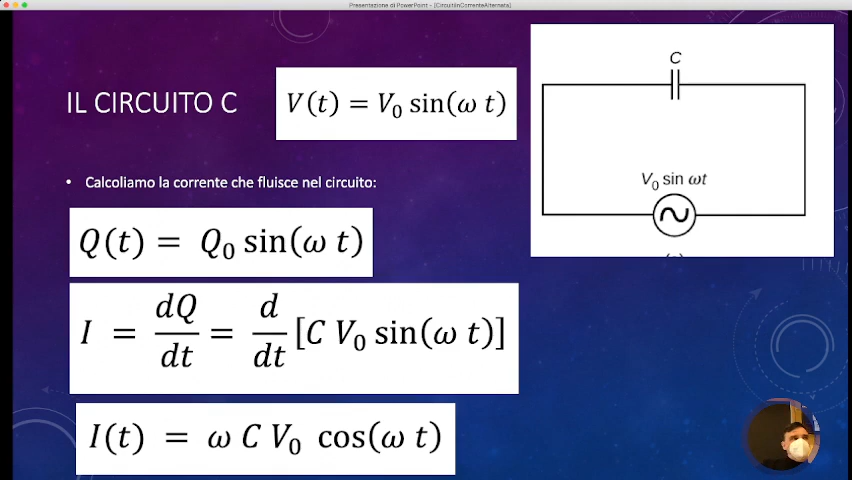 Presentazione di PowerPoint - [CircuitiInCorrenteAlternata]
IL CIRCUITO C
V(t) = V₀ sin(ω t)
• Calcoliamo la corrente che fluisce nel circuito:
Q(t) = Q₀ sin(ω t)
I = dQ/dt = d/dt [C V₀ sin(ω t)]
I(t) = ω C V₀ cos(ω t)
C
V₀ sin ωt